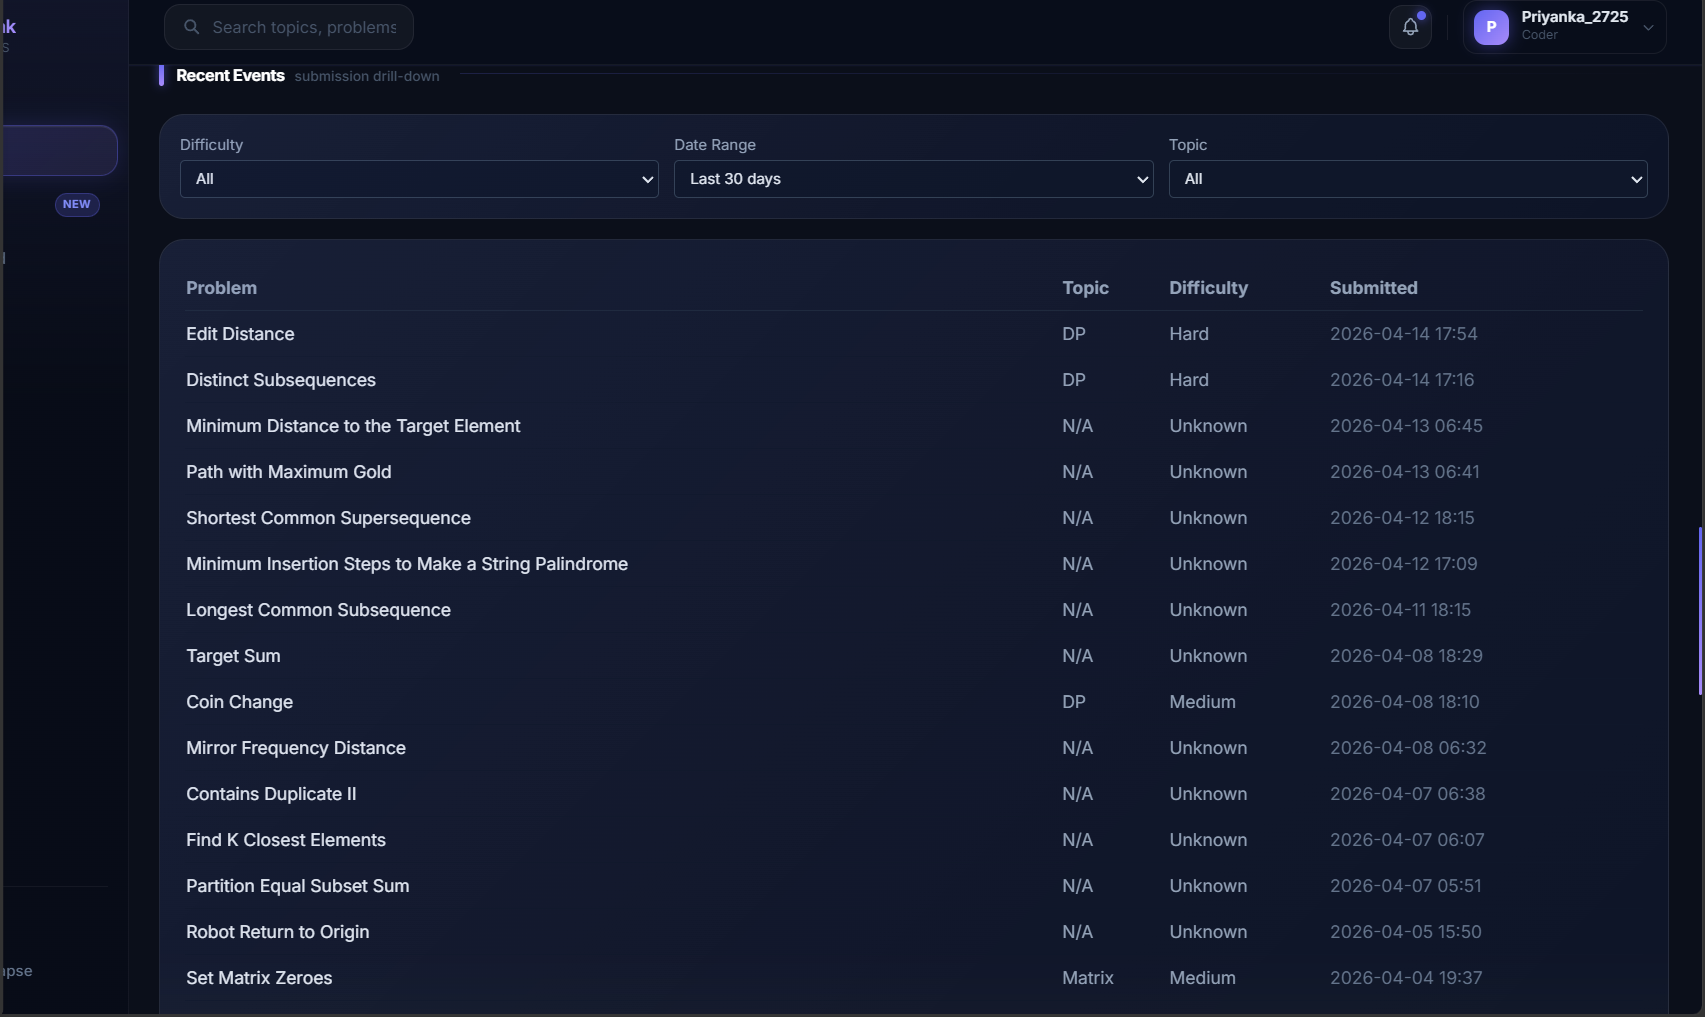 Search topics, problems
P
Priyanka_2725
Coder
Recent Events submission drill-down
NEW
Difficulty Date Range Topic
All Last 30 days All
Problem Topic Difficulty Submitted
Edit Distance DP Hard 2026-04-14 17:54
Distinct Subsequences DP Hard 2026-04-14 17:16
Minimum Distance to the Target Element N/A Unknown 2026-04-13 06:45
Path with Maximum Gold N/A Unknown 2026-04-13 06:41
Shortest Common Supersequence N/A Unknown 2026-04-12 18:15
Minimum Insertion Steps to Make a String Palindrome N/A Unknown 2026-04-12 17:09
Longest Common Subsequence N/A Unknown 2026-04-11 18:15
Target Sum N/A Unknown 2026-04-08 18:29
Coin Change DP Medium 2026-04-08 18:10
Mirror Frequency Distance N/A Unknown 2026-04-08 06:32
Contains Duplicate II N/A Unknown 2026-04-07 06:38
Find K Closest Elements N/A Unknown 2026-04-07 06:07
Partition Equal Subset Sum N/A Unknown 2026-04-07 05:51
Robot Return to Origin N/A Unknown 2026-04-05 15:50
Set Matrix Zeroes Matrix Medium 2026-04-04 19:37